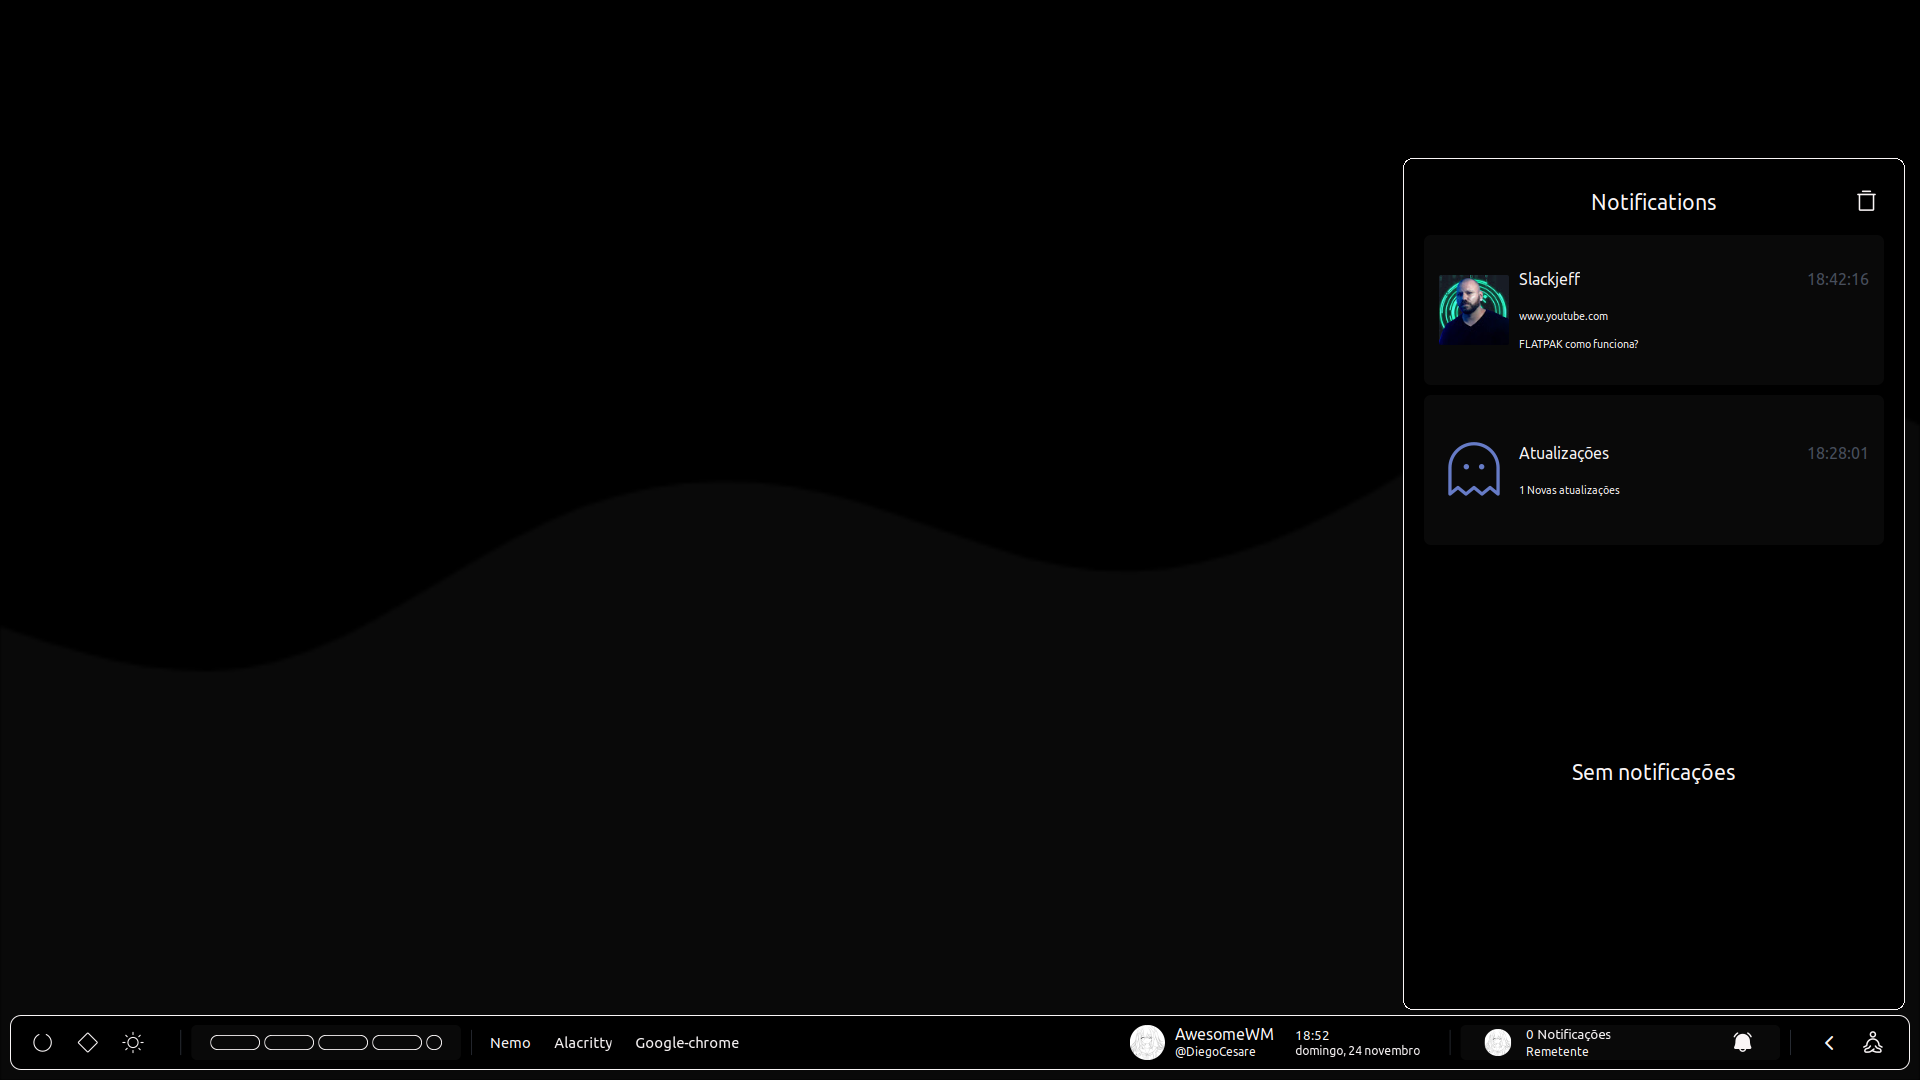 Notifications
Slackjeff
18:42:16
www.youtube.com
FLATPAK como funciona?
Atualizações
18:28:01
1 Novas atualizações
Sem notificações
Nemo
Alacritty
Google-chrome
AwesomeWM
@DiegoCesare
18:52
domingo, 24 novembro
0 Notificações
Remetente